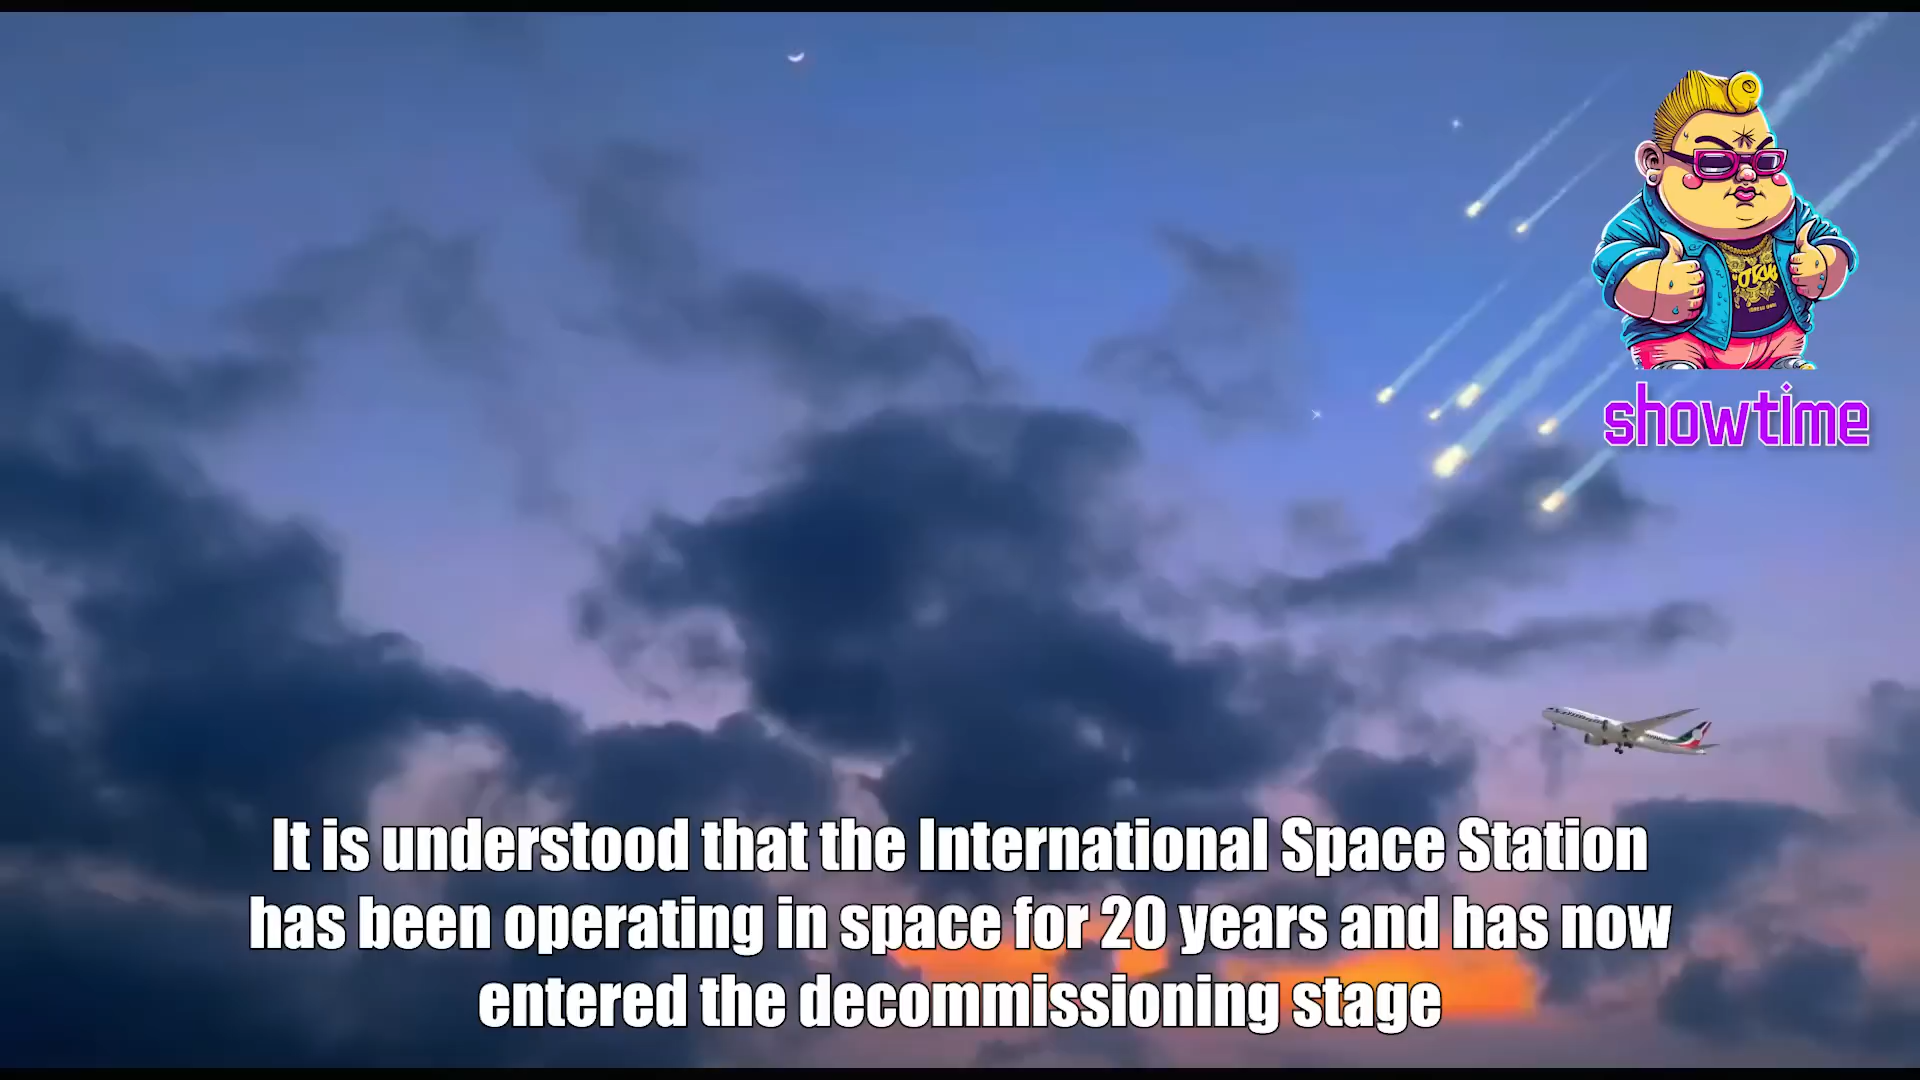 showtime
It is understood that the International Space Station
has been operating in space for 20 years and has now
entered the decommissioning stage